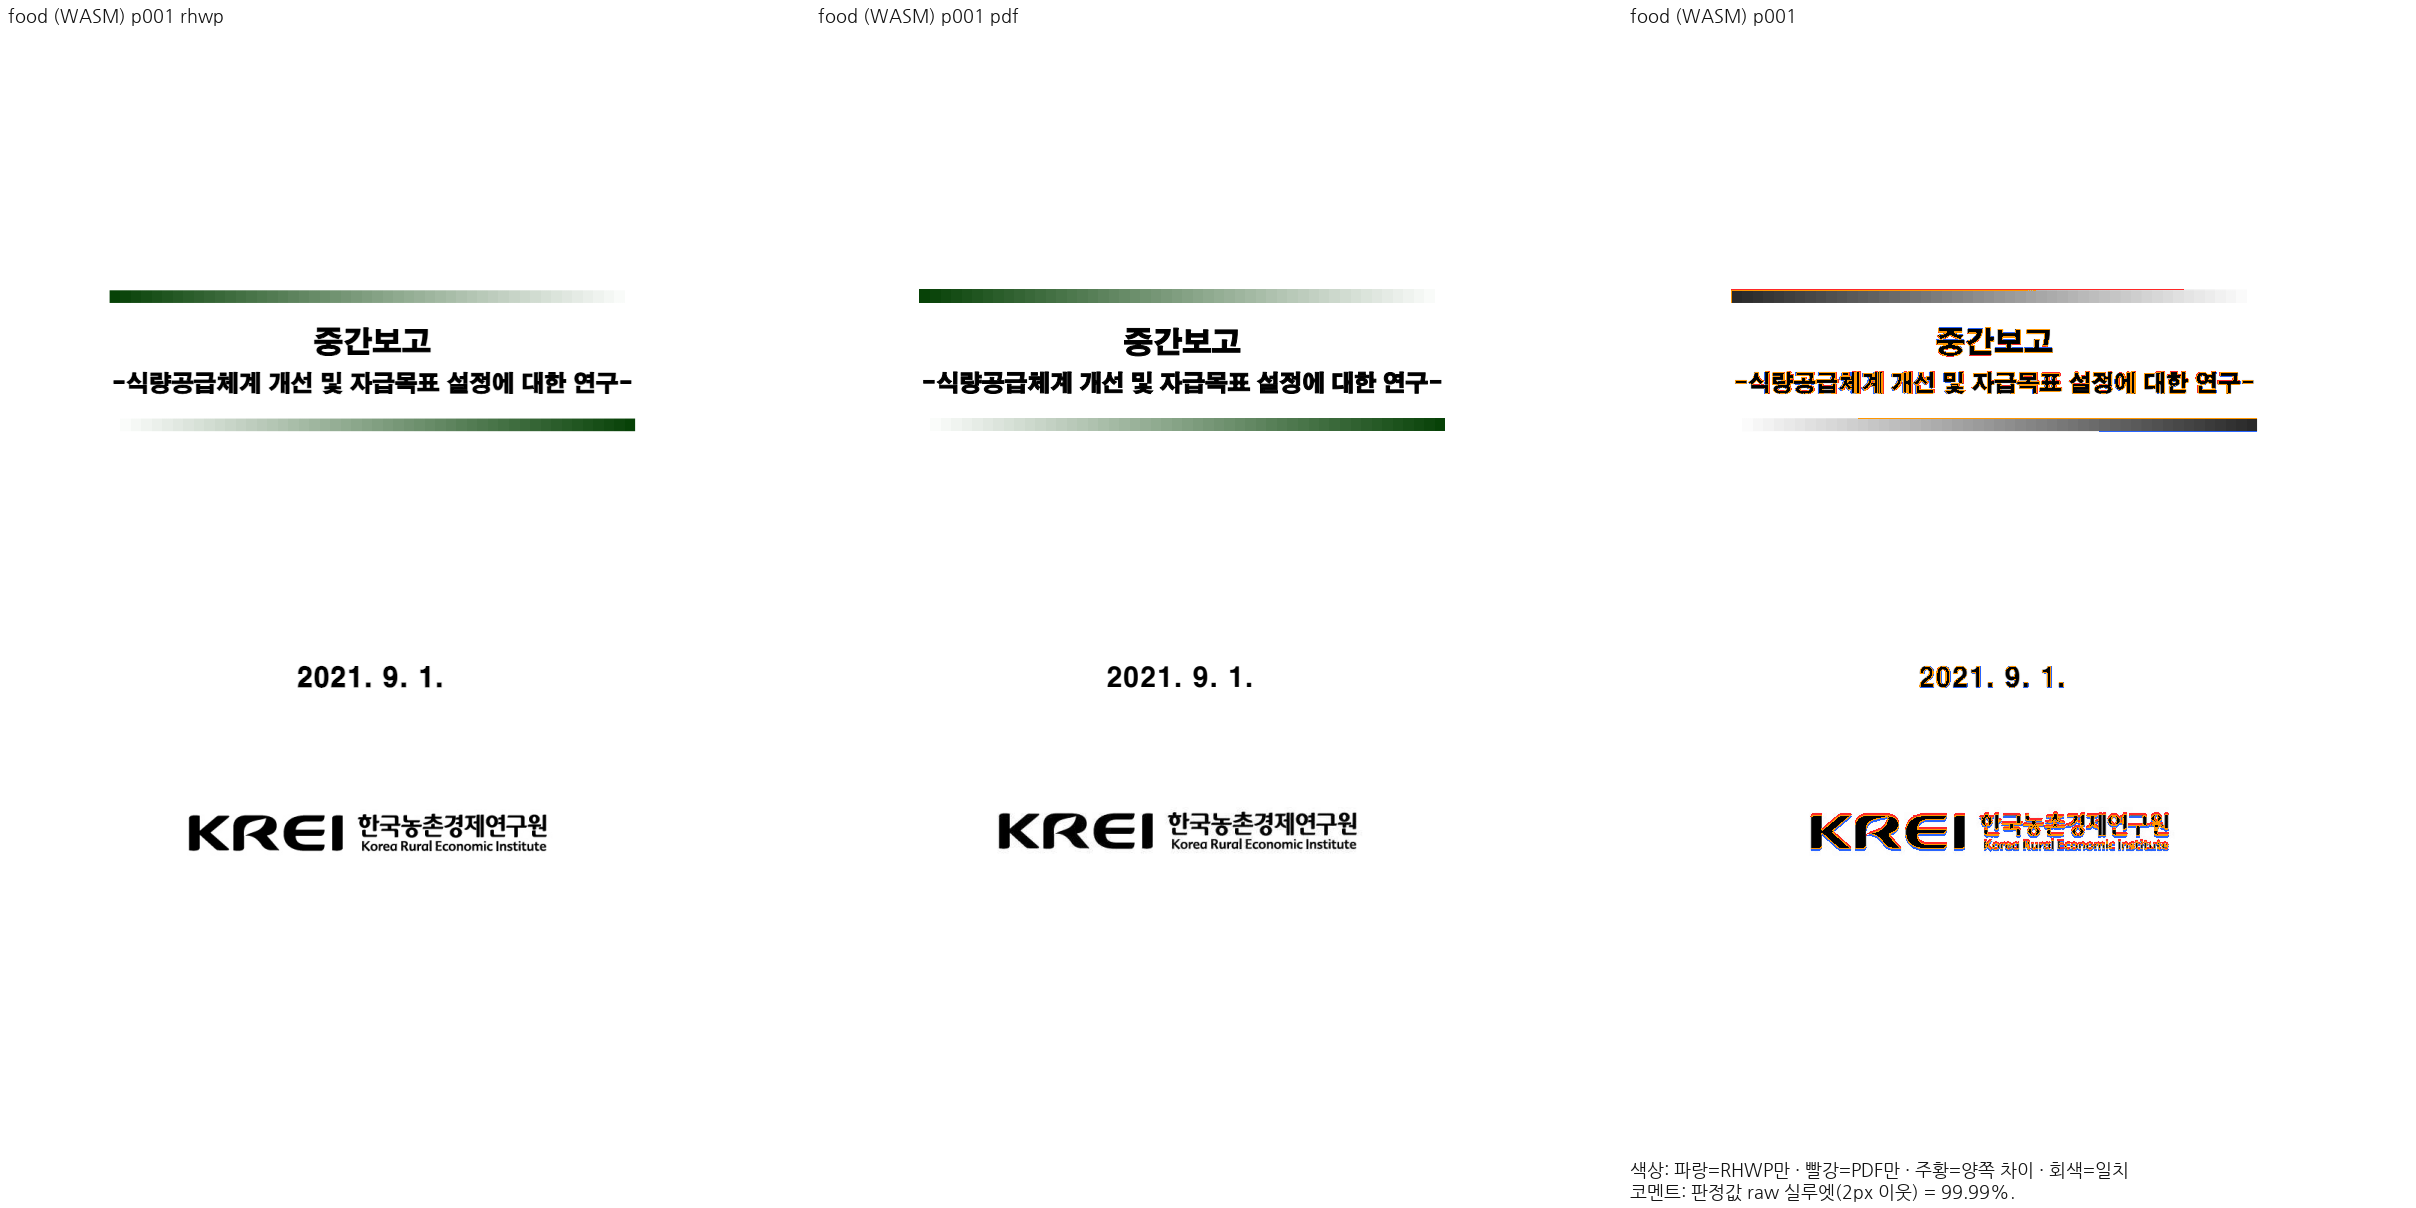 food (WASM) p001 rhwp
중간보고
-식량공급체계 개선 및 자급목표 설정에 대한 연구-
2021. 9. 1.
KREI 한국농촌경제연구원
Korea Rural Economic Institute
food (WASM) p001 pdf
중간보고
-식량공급체계 개선 및 자급목표 설정에 대한 연구-
2021. 9. 1.
KREI 한국농촌경제연구원
Korea Rural Economic Institute
food (WASM) p001
중간보고
-식량공급체계 개선 및 자급목표 설정에 대한 연구-
2021. 9. 1.
KREI 한국농촌경제연구원
Korea Rural Economic Institute
색상: 파랑=RHWP만 · 빨강=PDF만 · 주황=양쪽 차이 · 회색=일치
코멘트: 판정값 raw 실루엣(2px 이웃) = 99.99%.